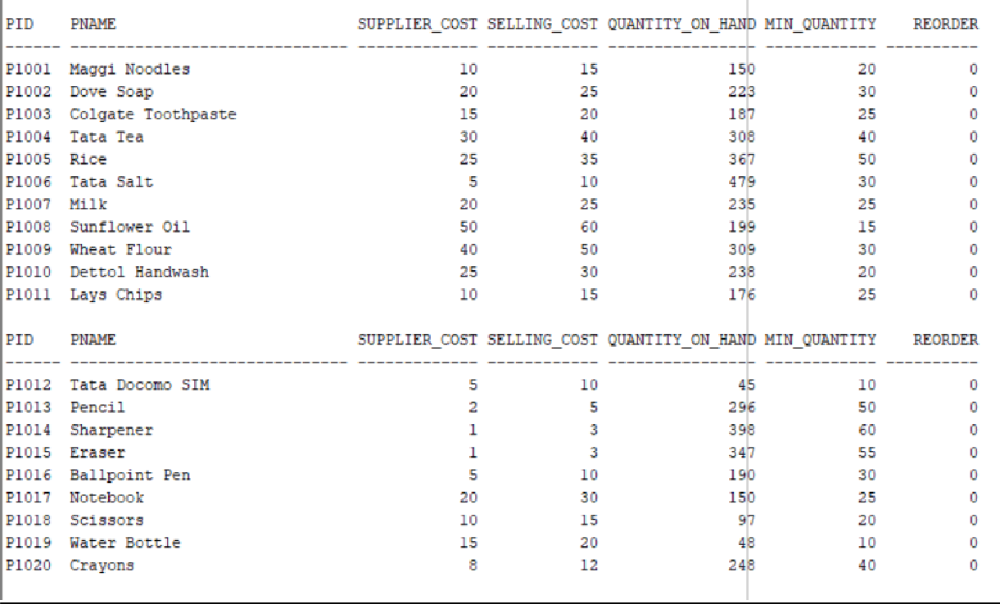 PID PNAME SUPPLIER_COST SELLING_COST QUANTITY_ON_HAND MIN_QUANTITY REORDER
------ ------------------------------ ------------- ------------ ---------------- ------------ ----------
P1001 Maggi Noodles 10 15 150 20 0
P1002 Dove Soap 20 25 223 30 0
P1003 Colgate Toothpaste 15 20 187 25 0
P1004 Tata Tea 30 40 308 40 0
P1005 Rice 25 35 367 50 0
P1006 Tata Salt 5 10 479 30 0
P1007 Milk 20 25 235 25 0
P1008 Sunflower Oil 50 60 199 15 0
P1009 Wheat Flour 40 50 309 30 0
P1010 Dettol Handwash 25 30 238 20 0
P1011 Lays Chips 10 15 176 25 0
PID PNAME SUPPLIER_COST SELLING_COST QUANTITY_ON_HAND MIN_QUANTITY REORDER
------ ------------------------------ ------------- ------------ ---------------- ------------ ----------
P1012 Tata Docomo SIM 5 10 45 10 0
P1013 Pencil 2 5 296 50 0
P1014 Sharpener 1 3 398 60 0
P1015 Eraser 1 3 347 55 0
P1016 Ballpoint Pen 5 10 190 30 0
P1017 Notebook 20 30 150 25 0
P1018 Scissors 10 15 97 20 0
P1019 Water Bottle 15 20 48 10 0
P1020 Crayons 8 12 248 40 0